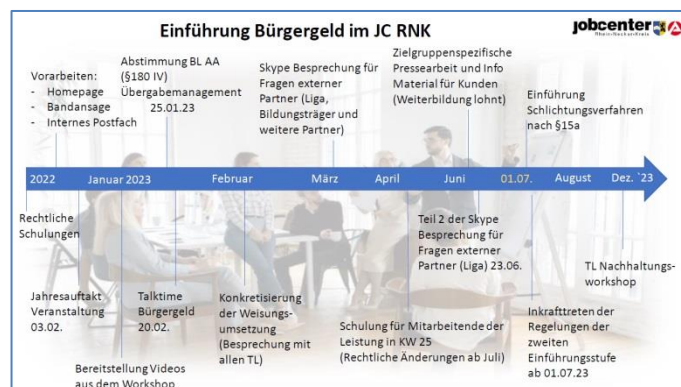 Einführung Bürgergeld im JC RNK
jobcenter
Rhein-Neckar-Kreis
Vorarbeiten:
- Homepage
- Bandansage
- Internes Postfach
Abstimmung BL AA
(§180 IV)
Übergabemanagement
25.01.23
Skype Besprechung für
Fragen externer
Partner (Liga,
Bildungsträger und
weitere Partner)
Zielgruppenspezifische
Pressearbeit und Info
Material für Kunden
(Weiterbildung lohnt)
Einführung
Schlichtungsverfahren
nach §15a
2022 Januar 2023 Februar März April Juni 01.07. August Dez. `23
Rechtliche
Schulungen
Jahresauftakt
Veranstaltung
03.02.
Bereitstellung Videos
aus dem Workshop
Talktime
Bürgergeld
20.02.
Konkretisierung
der Weisungs-
umsetzung
(Besprechung mit
allen TL)
Schulung für Mitarbeitende der
Leistung in KW 25
(Rechtliche Änderungen ab Juli)
Teil 2 der Skype
Besprechung für
Fragen externer
Partner (Liga) 23.06.
Inkrafttreten der
Regelungen der
zweiten
Einführungsstufe
ab 01.07.23
TL Nachhaltungs-
workshop